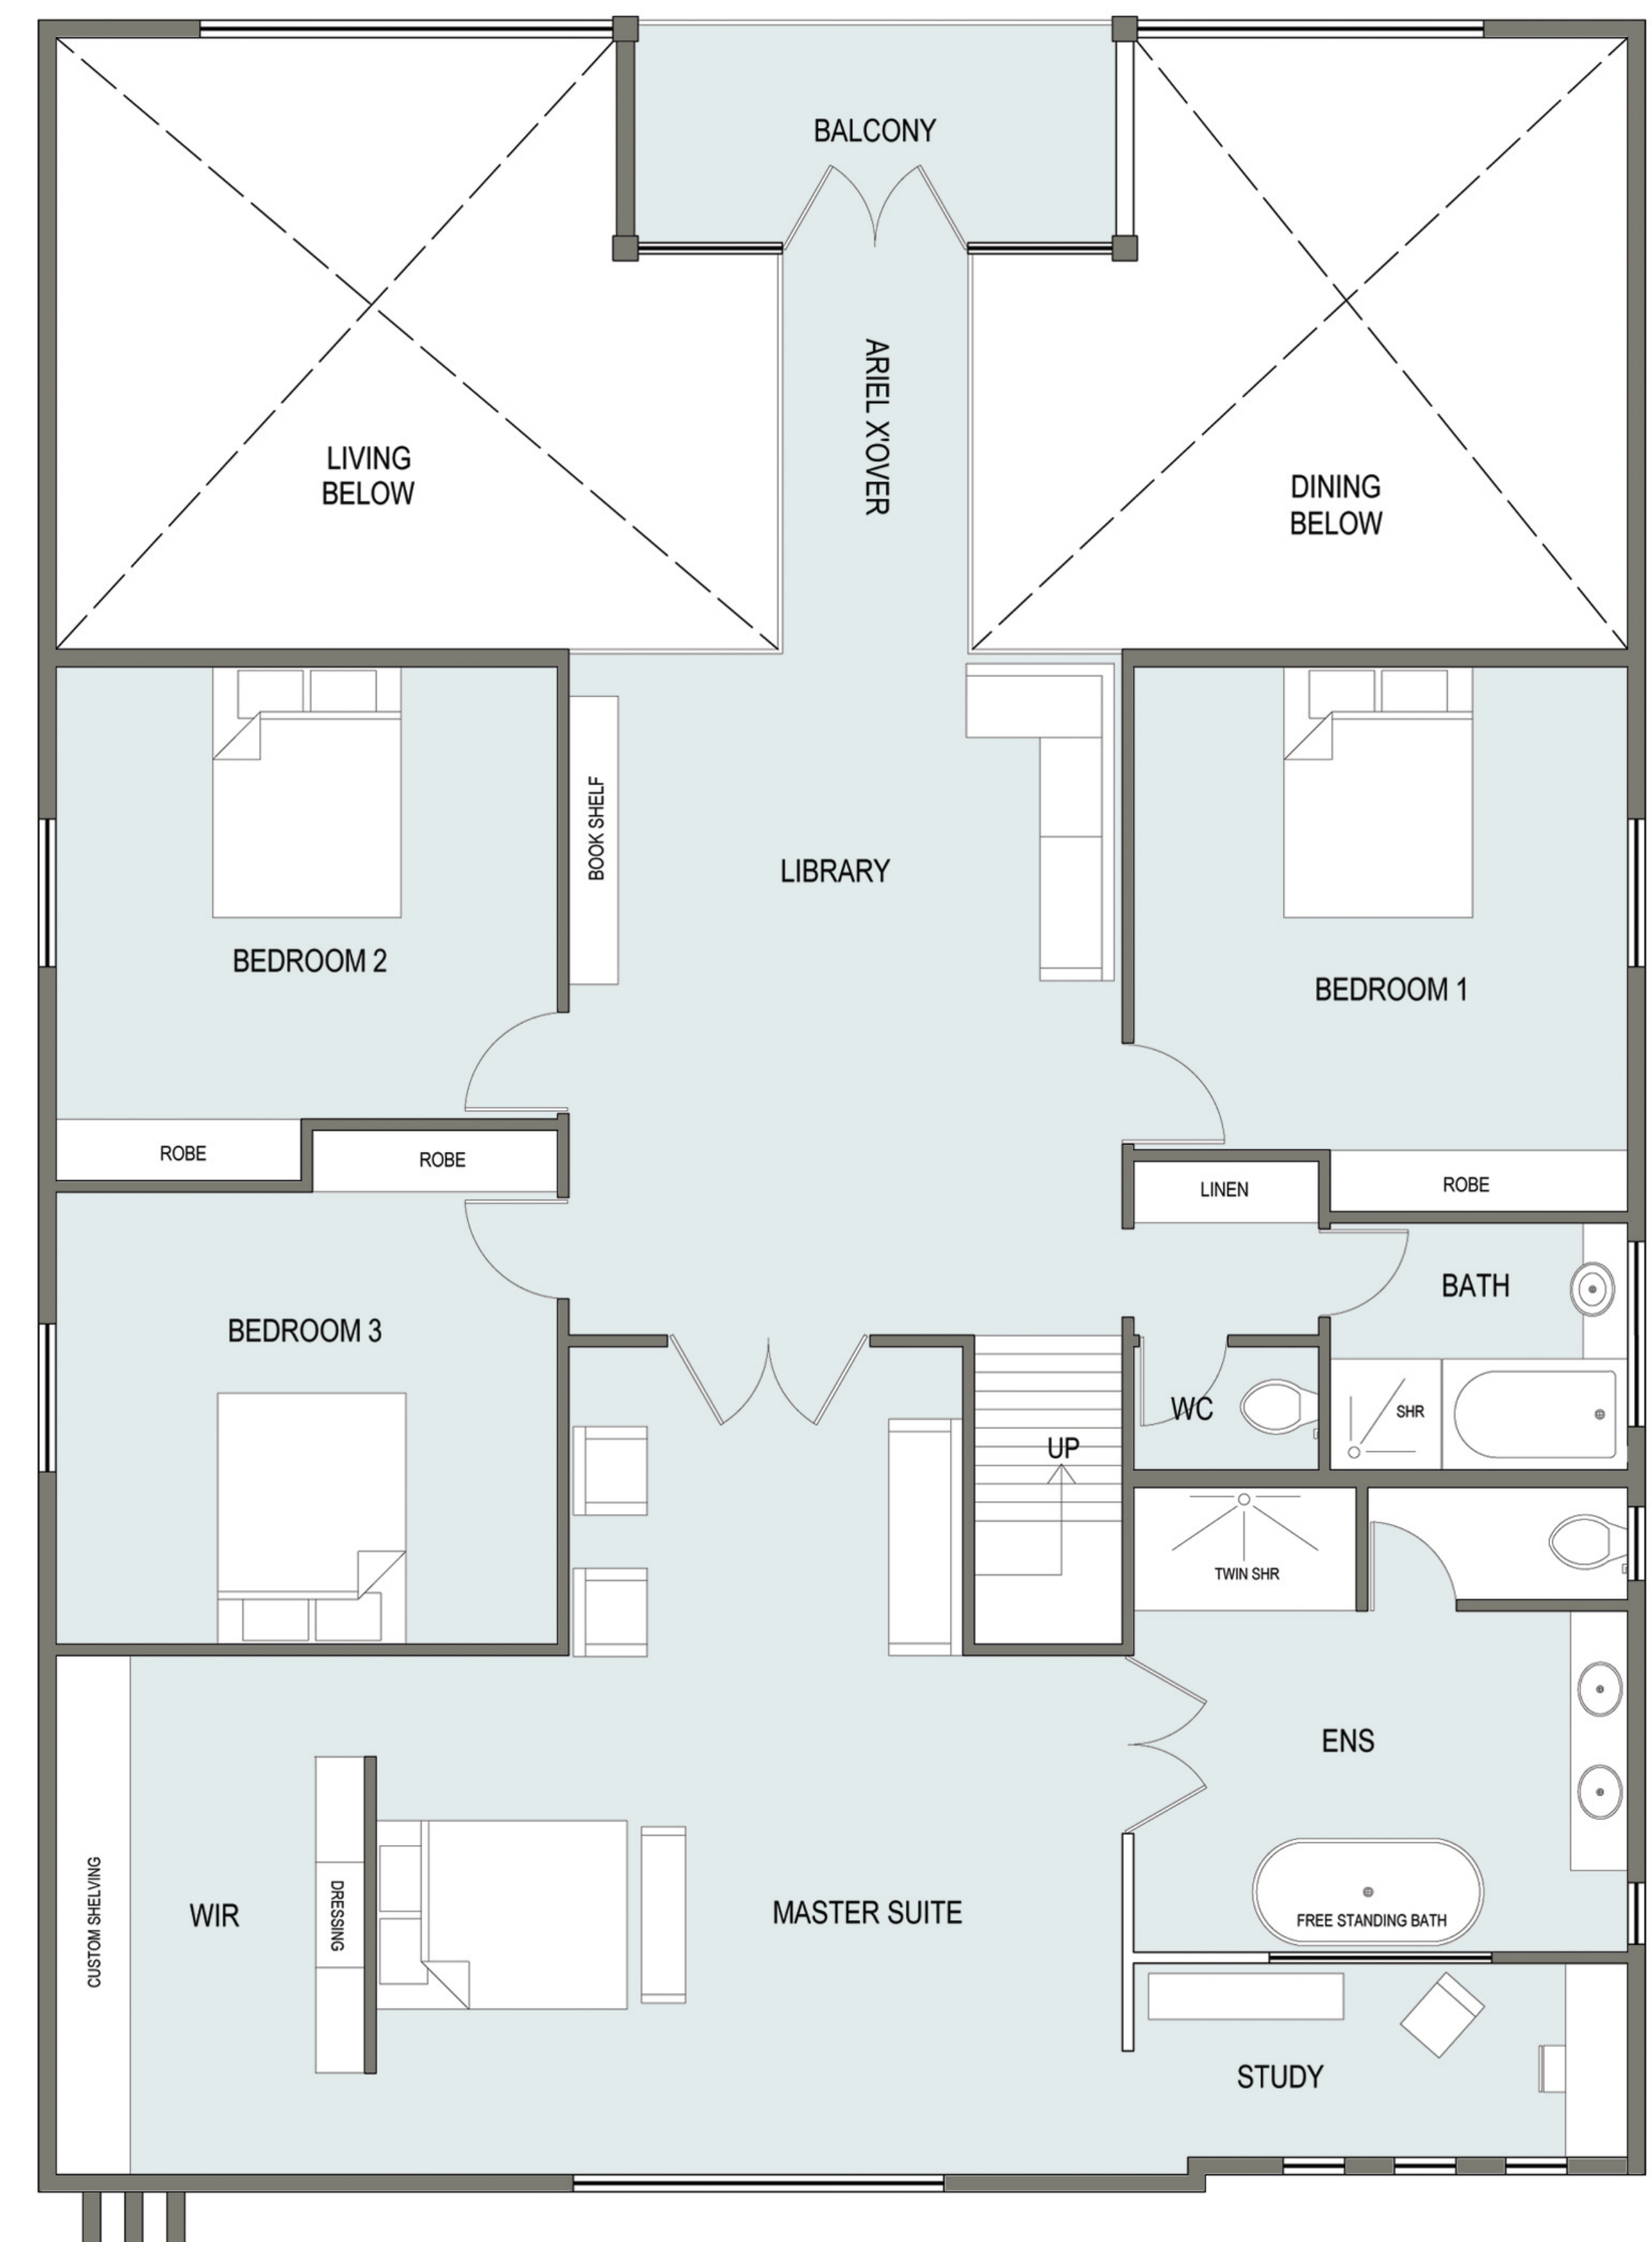 BALCONY
ARIEL X'OVER
LIVING
BELOW
DINING
BELOW
BOOK SHELF
LIBRARY
BEDROOM 2
BEDROOM 1
ROBE
ROBE
LINEN
ROBE
BATH
BEDROOM 3
WC
SHR
UP
TWIN SHR
ENS
CUSTOM SHELVING
WIR
DRESSING
MASTER SUITE
FREE STANDING BATH
STUDY